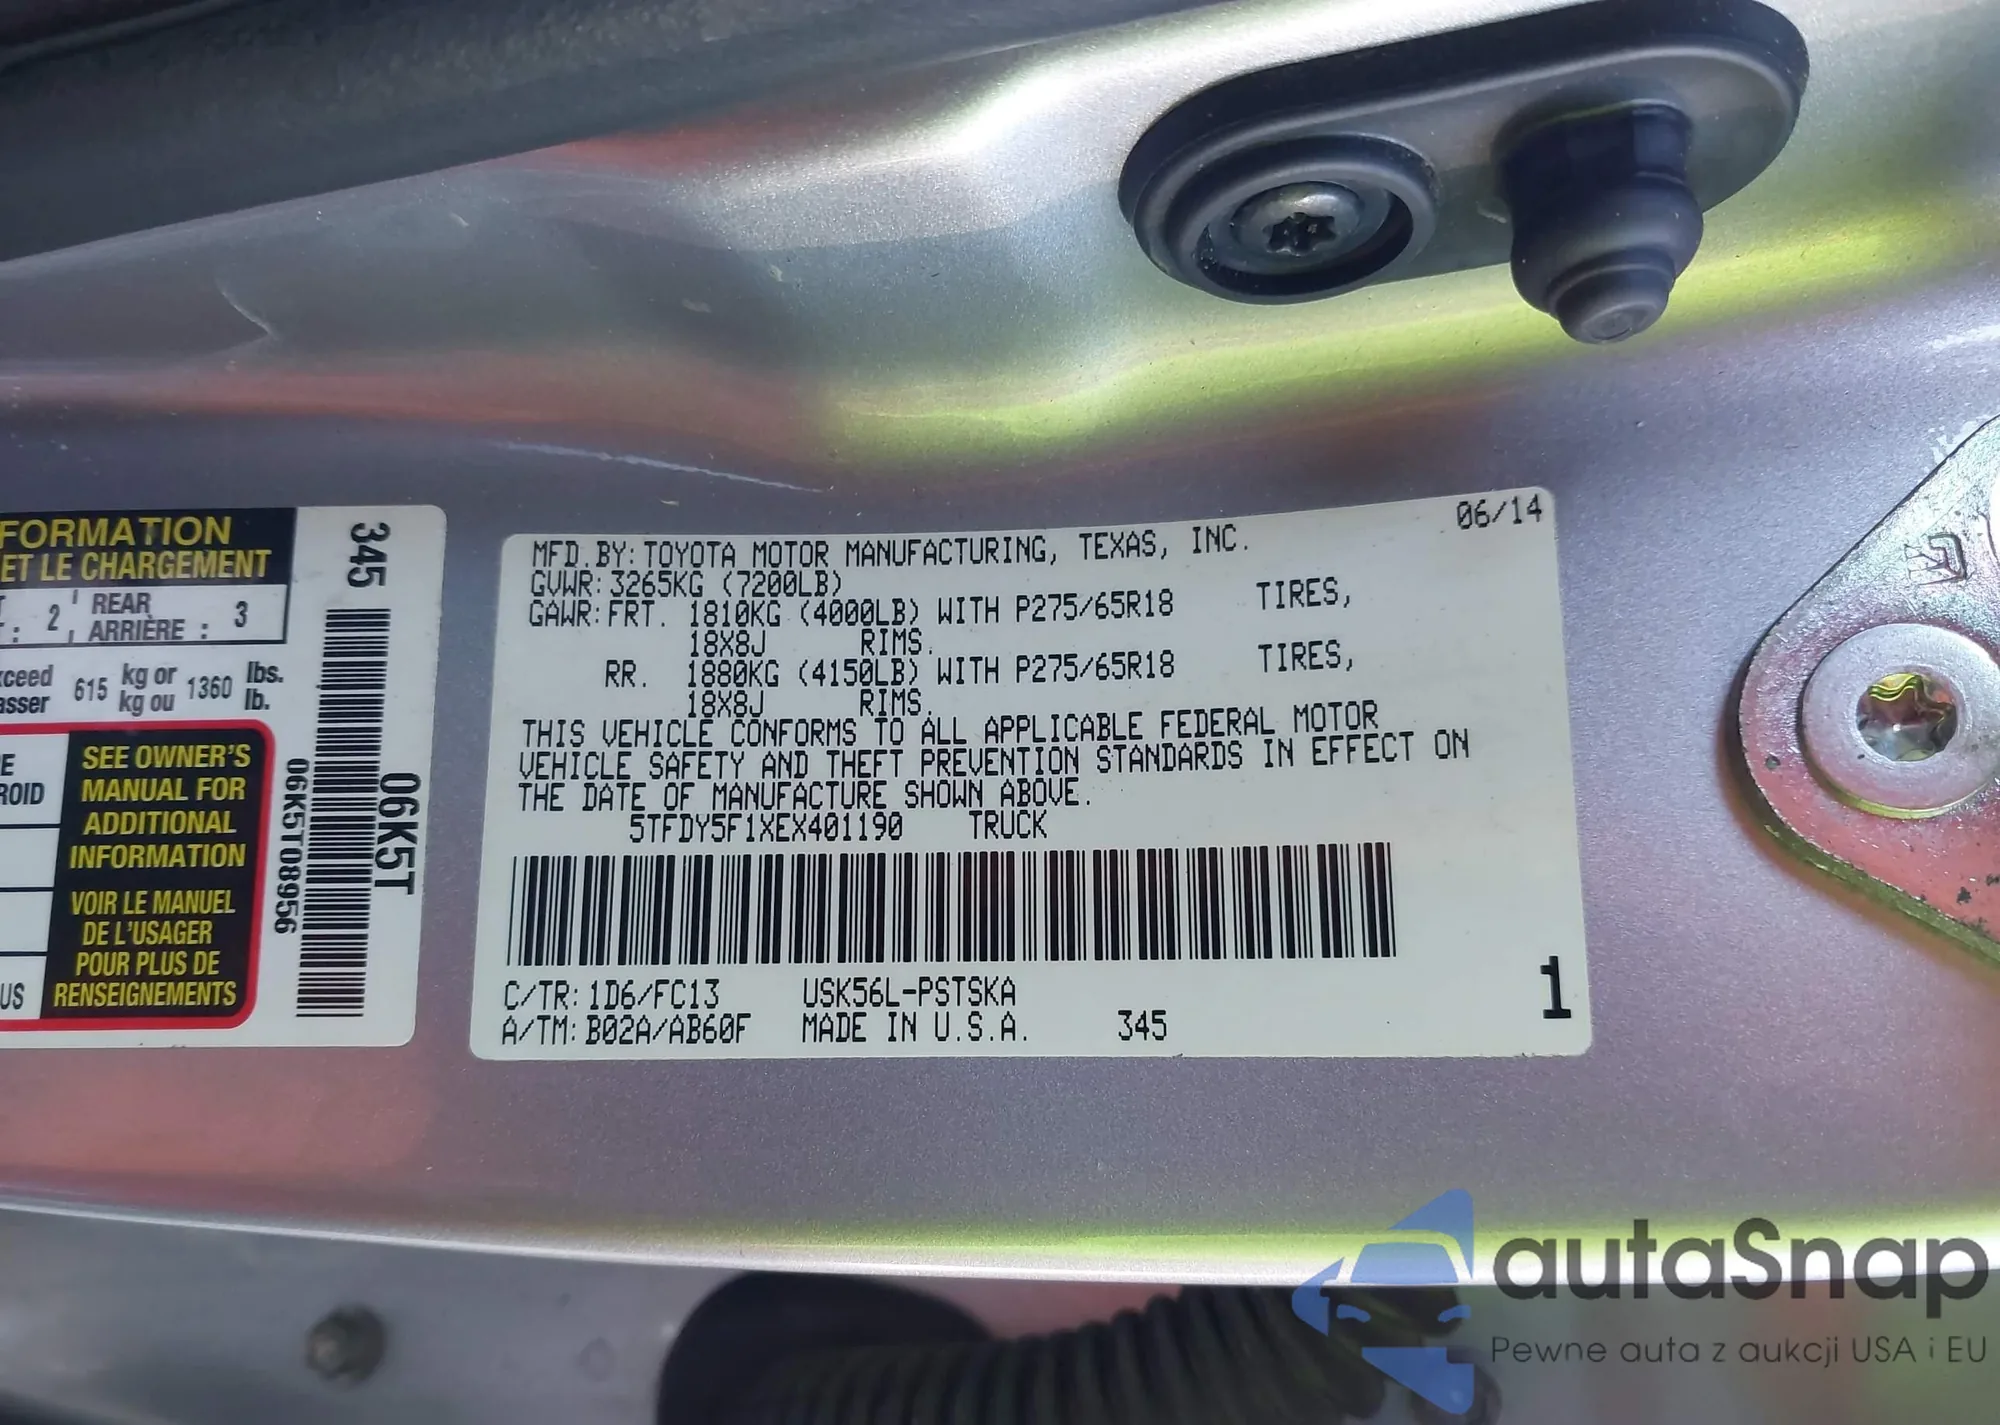 FORMATION
ET LE CHARGEMENT
2 REAR 3
ARRIÈRE :
xceed 615 kg or 1360 lbs.
asser kg ou lb.
ROID
US
SEE OWNER'S
MANUAL FOR
ADDITIONAL
INFORMATION
VOIR LE MANUEL
DE L'USAGER
POUR PLUS DE
RENSEIGNEMENTS
345
06K5T08956
06K5T
06/14
MFD.BY: TOYOTA MOTOR MANUFACTURING, TEXAS, INC.
GVWR: 3265KG (7200LB)
GAWR: FRT. 1810KG (4000LB) WITH P275/65R18 TIRES,
18X8J RIMS.
RR. 1880KG (4150LB) WITH P275/65R18 TIRES,
18X8J RIMS.
THIS VEHICLE CONFORMS TO ALL APPLICABLE FEDERAL MOTOR
VEHICLE SAFETY AND THEFT PREVENTION STANDARDS IN EFFECT ON
THE DATE OF MANUFACTURE SHOWN ABOVE.
5TFDY5F1XEX401190 TRUCK
C/TR: 1D6/FC13 USK56L-PSTSKA
A/TM: B02A/AB60F MADE IN U.S.A. 345
1
autaSnap
Pewne auta z aukcji USA i EU